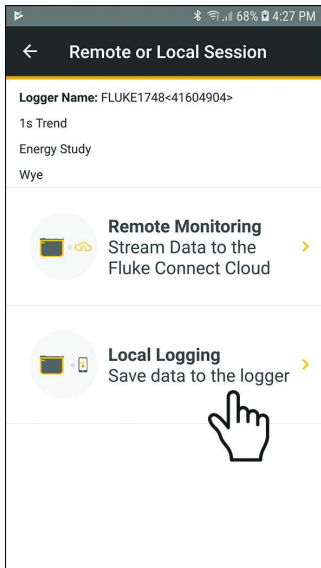 68% 4:27 PM
Remote or Local Session
Logger Name: FLUKE1748<41604904>
1s Trend
Energy Study
Wye
Remote Monitoring
Stream Data to the
Fluke Connect Cloud
Local Logging
Save data to the logger